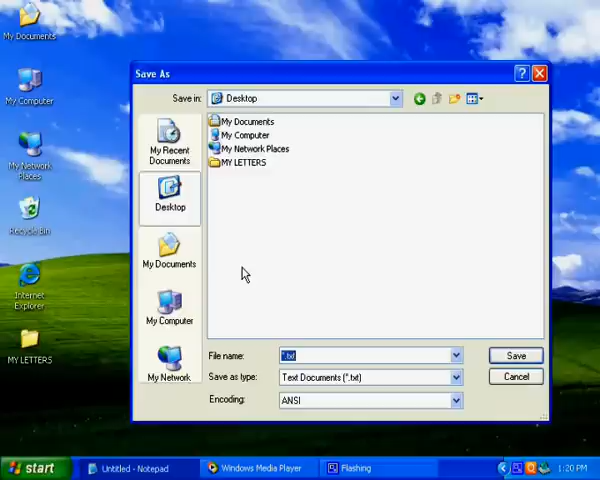 My Documents
My Computer
My Network
Places
Recycle Bin
Internet
Explorer
MY LETTERS
Save As
Save in:
Desktop
My Recent
Documents
Desktop
My Documents
My Computer
My Network
My Documents
My Computer
My Network Places
MY LETTERS
File name:
*.txt
Save
Save as type:
Text Documents (*.txt)
Cancel
Encoding:
ANSI
start
Untitled - Notepad
Windows Media Player
Flashing
1:20 PM